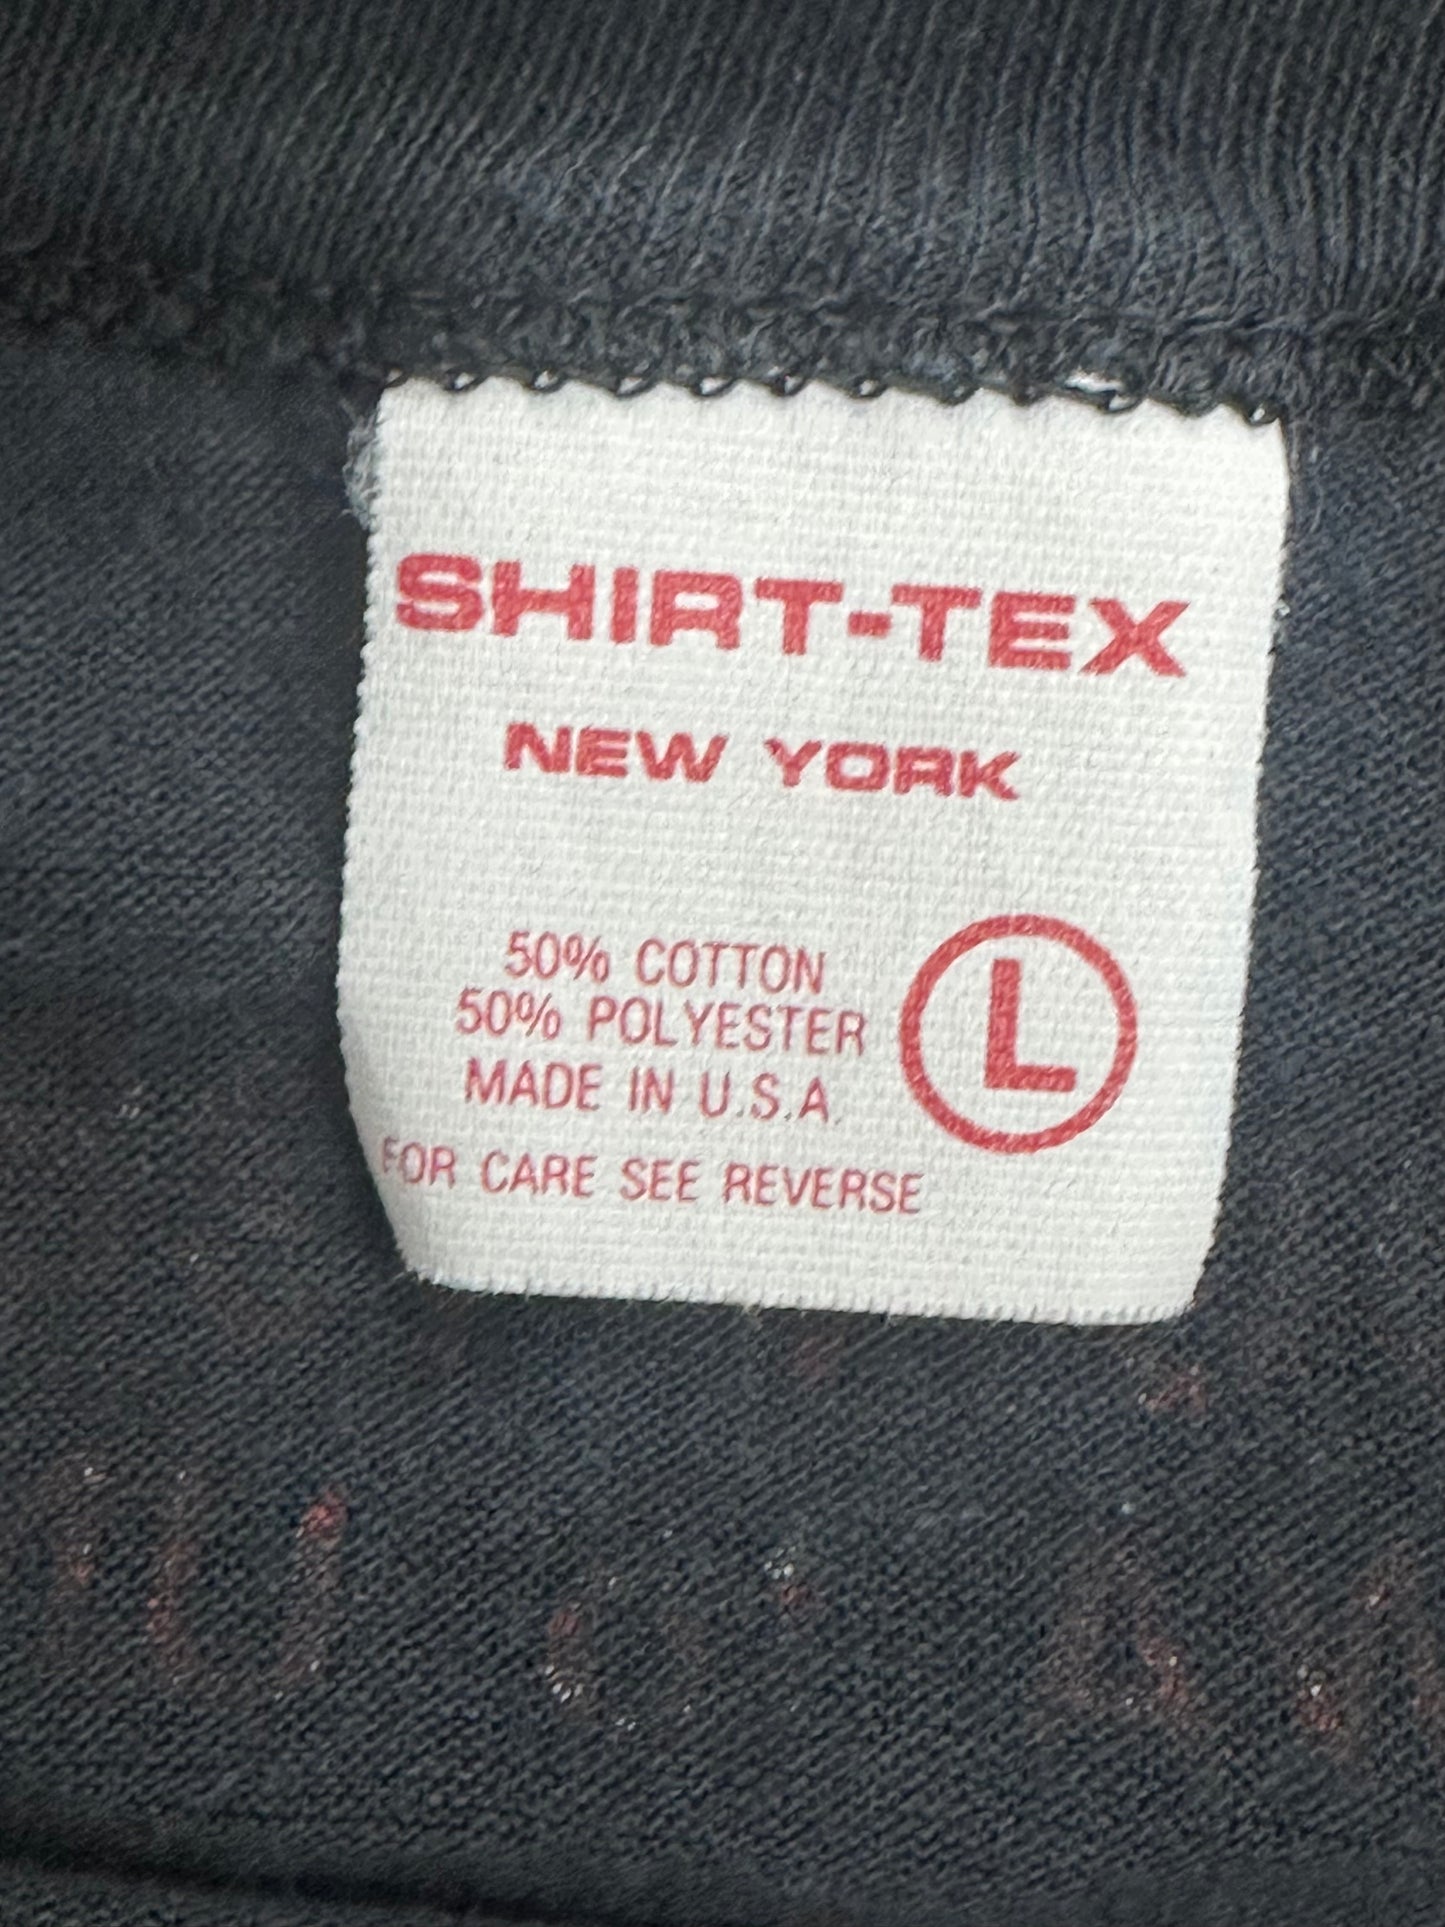 SHIRT-TEX
NEW YORK
50% COTTON
50% POLYESTER
MADE IN U.S.A.
L
FOR CARE SEE REVERSE